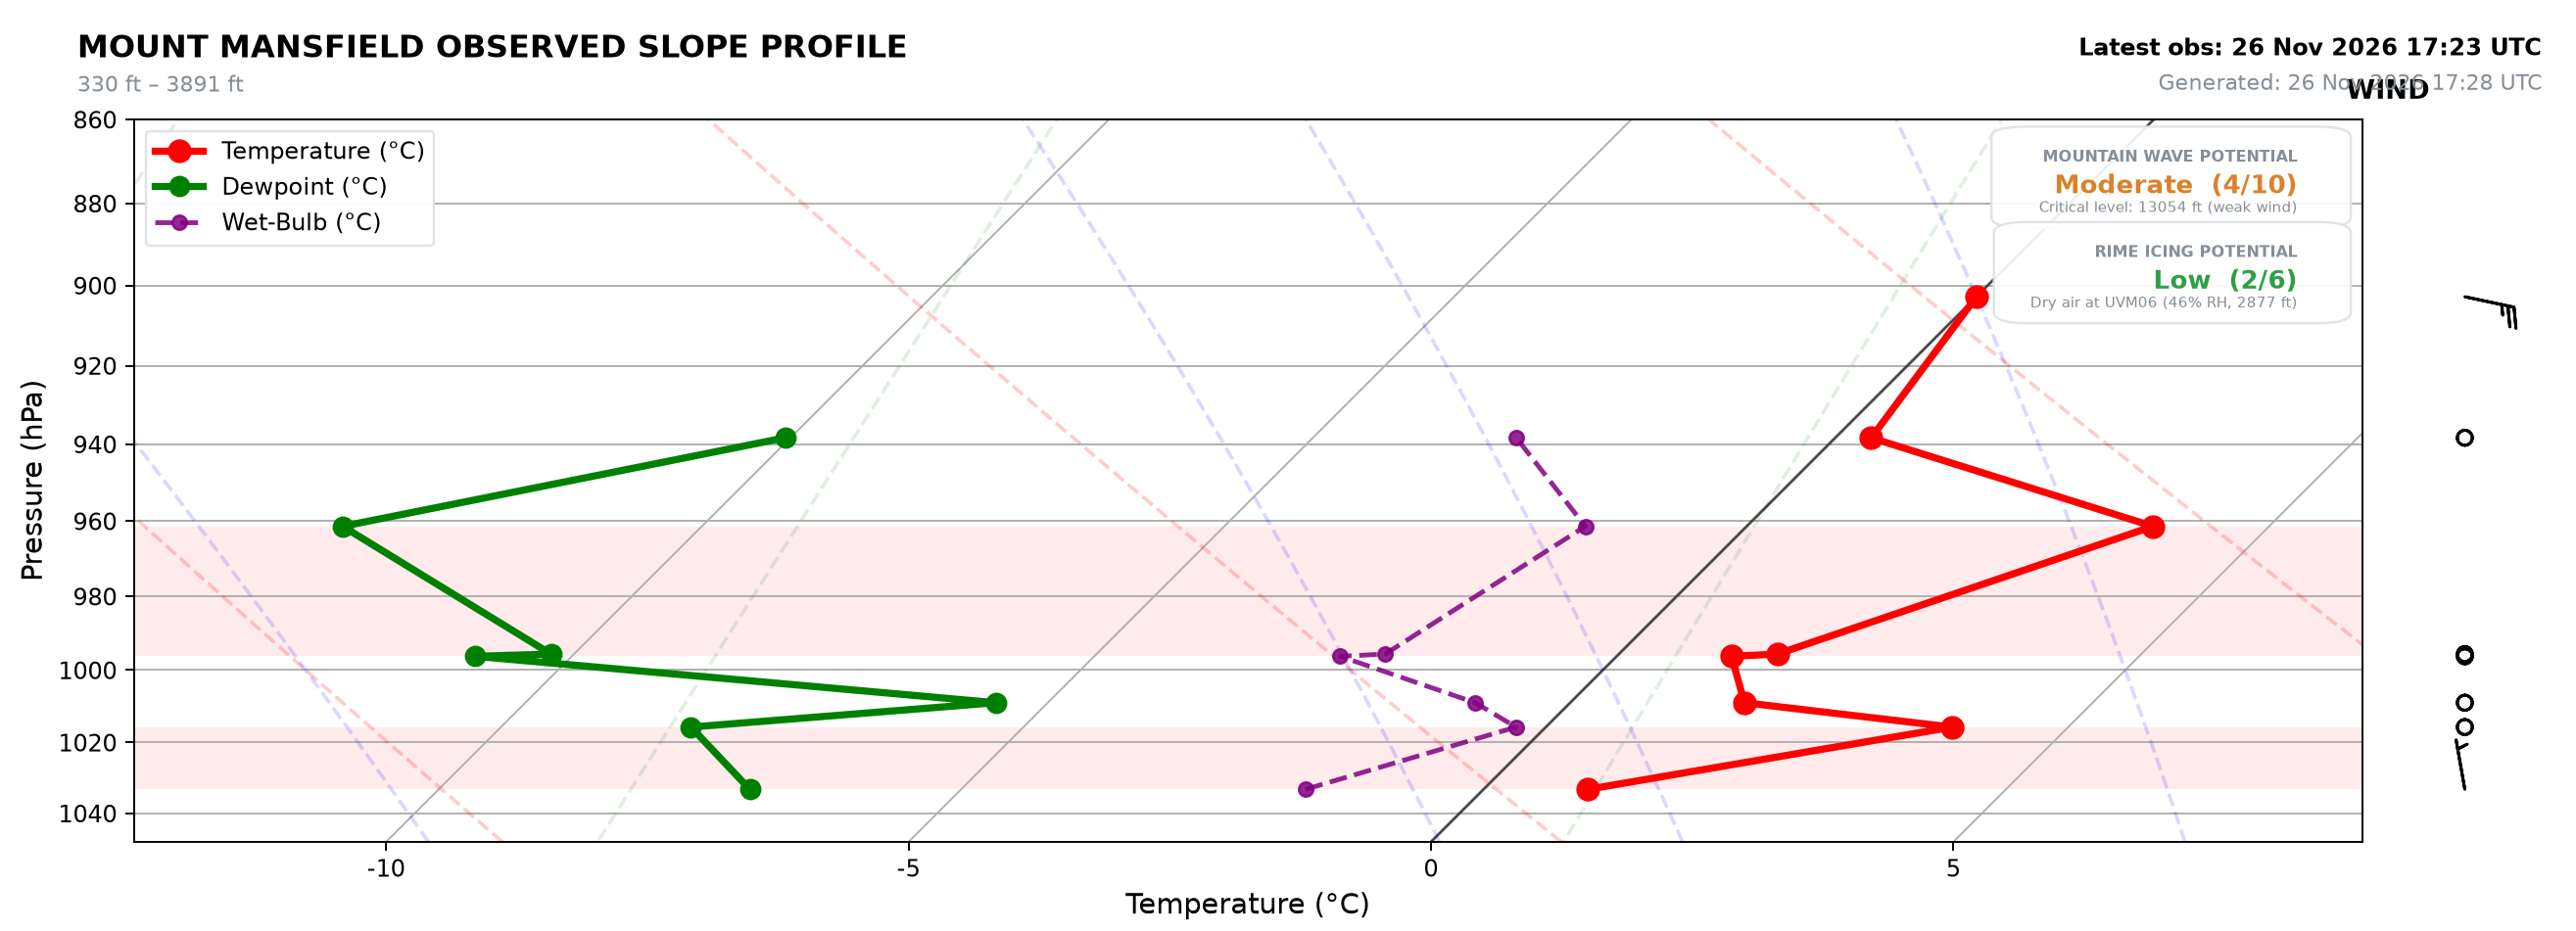 MOUNT MANSFIELD OBSERVED SLOPE PROFILE
330 ft – 3891 ft
Latest obs: 26 Nov 2026 17:23 UTC
Generated: 26 Nov 2026 17:28 UTC
WIND
Temperature (°C)
Dewpoint (°C)
Wet-Bulb (°C)
MOUNTAIN WAVE POTENTIAL
Moderate (4/10)
Critical level: 13054 ft (weak wind)
RIME ICING POTENTIAL
Low (2/6)
Dry air at UVM06 (46% RH, 2877 ft)
Pressure (hPa)
860
880
900
920
940
960
980
1000
1020
1040
-10
-5
0
5
Temperature (°C)